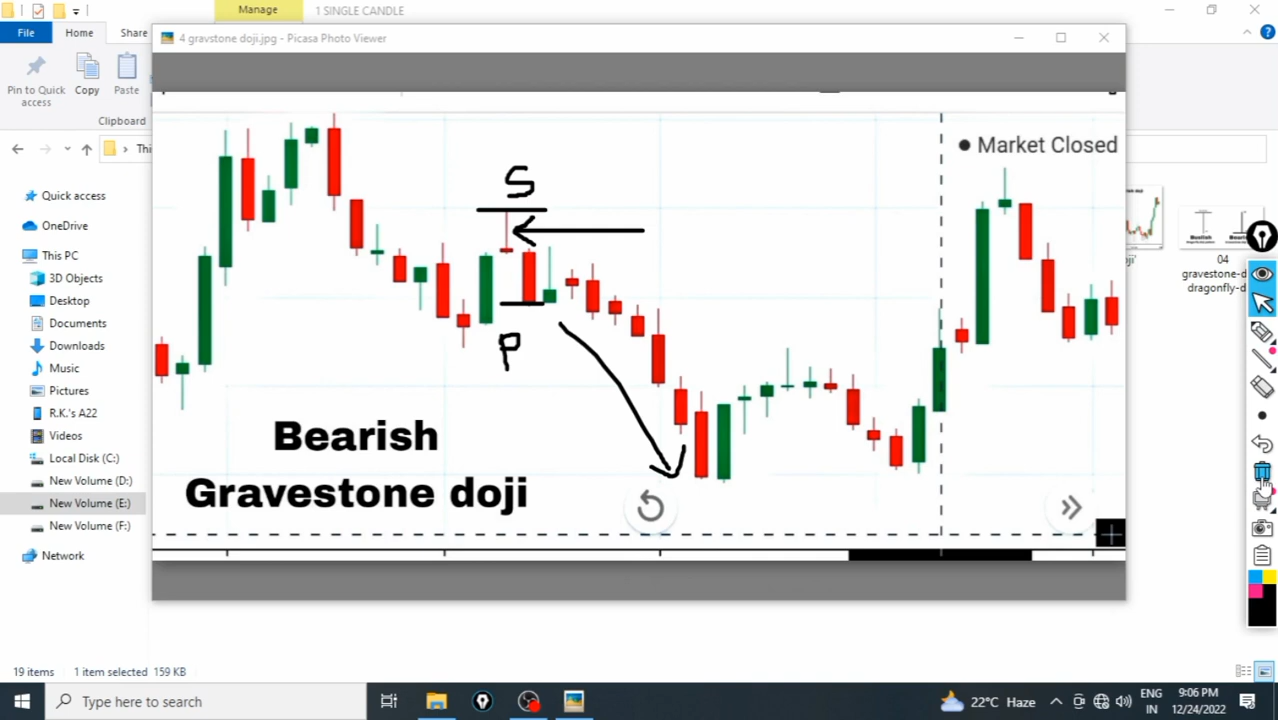 Manage
1 SINGLE CANDLE
File
Home
Share
4 gravstone doji.jpg - Picasa Photo Viewer
Pin to Quick
access
Copy
Paste
Clipboard
Thi
Quick access
OneDrive
This PC
3D Objects
Desktop
Documents
Downloads
Music
Pictures
R.K.'s A22
Videos
Local Disk (C:)
New Volume (D:)
New Volume (E:)
New Volume (F:)
Network
Market Closed
S
P
Bearish
Gravestone doji
oji'
04
gravestone-d
dragonfly-d
19 items
1 item selected 159 KB
Type here to search
22°C Haze
ENG
IN
9:06 PM
12/24/2022